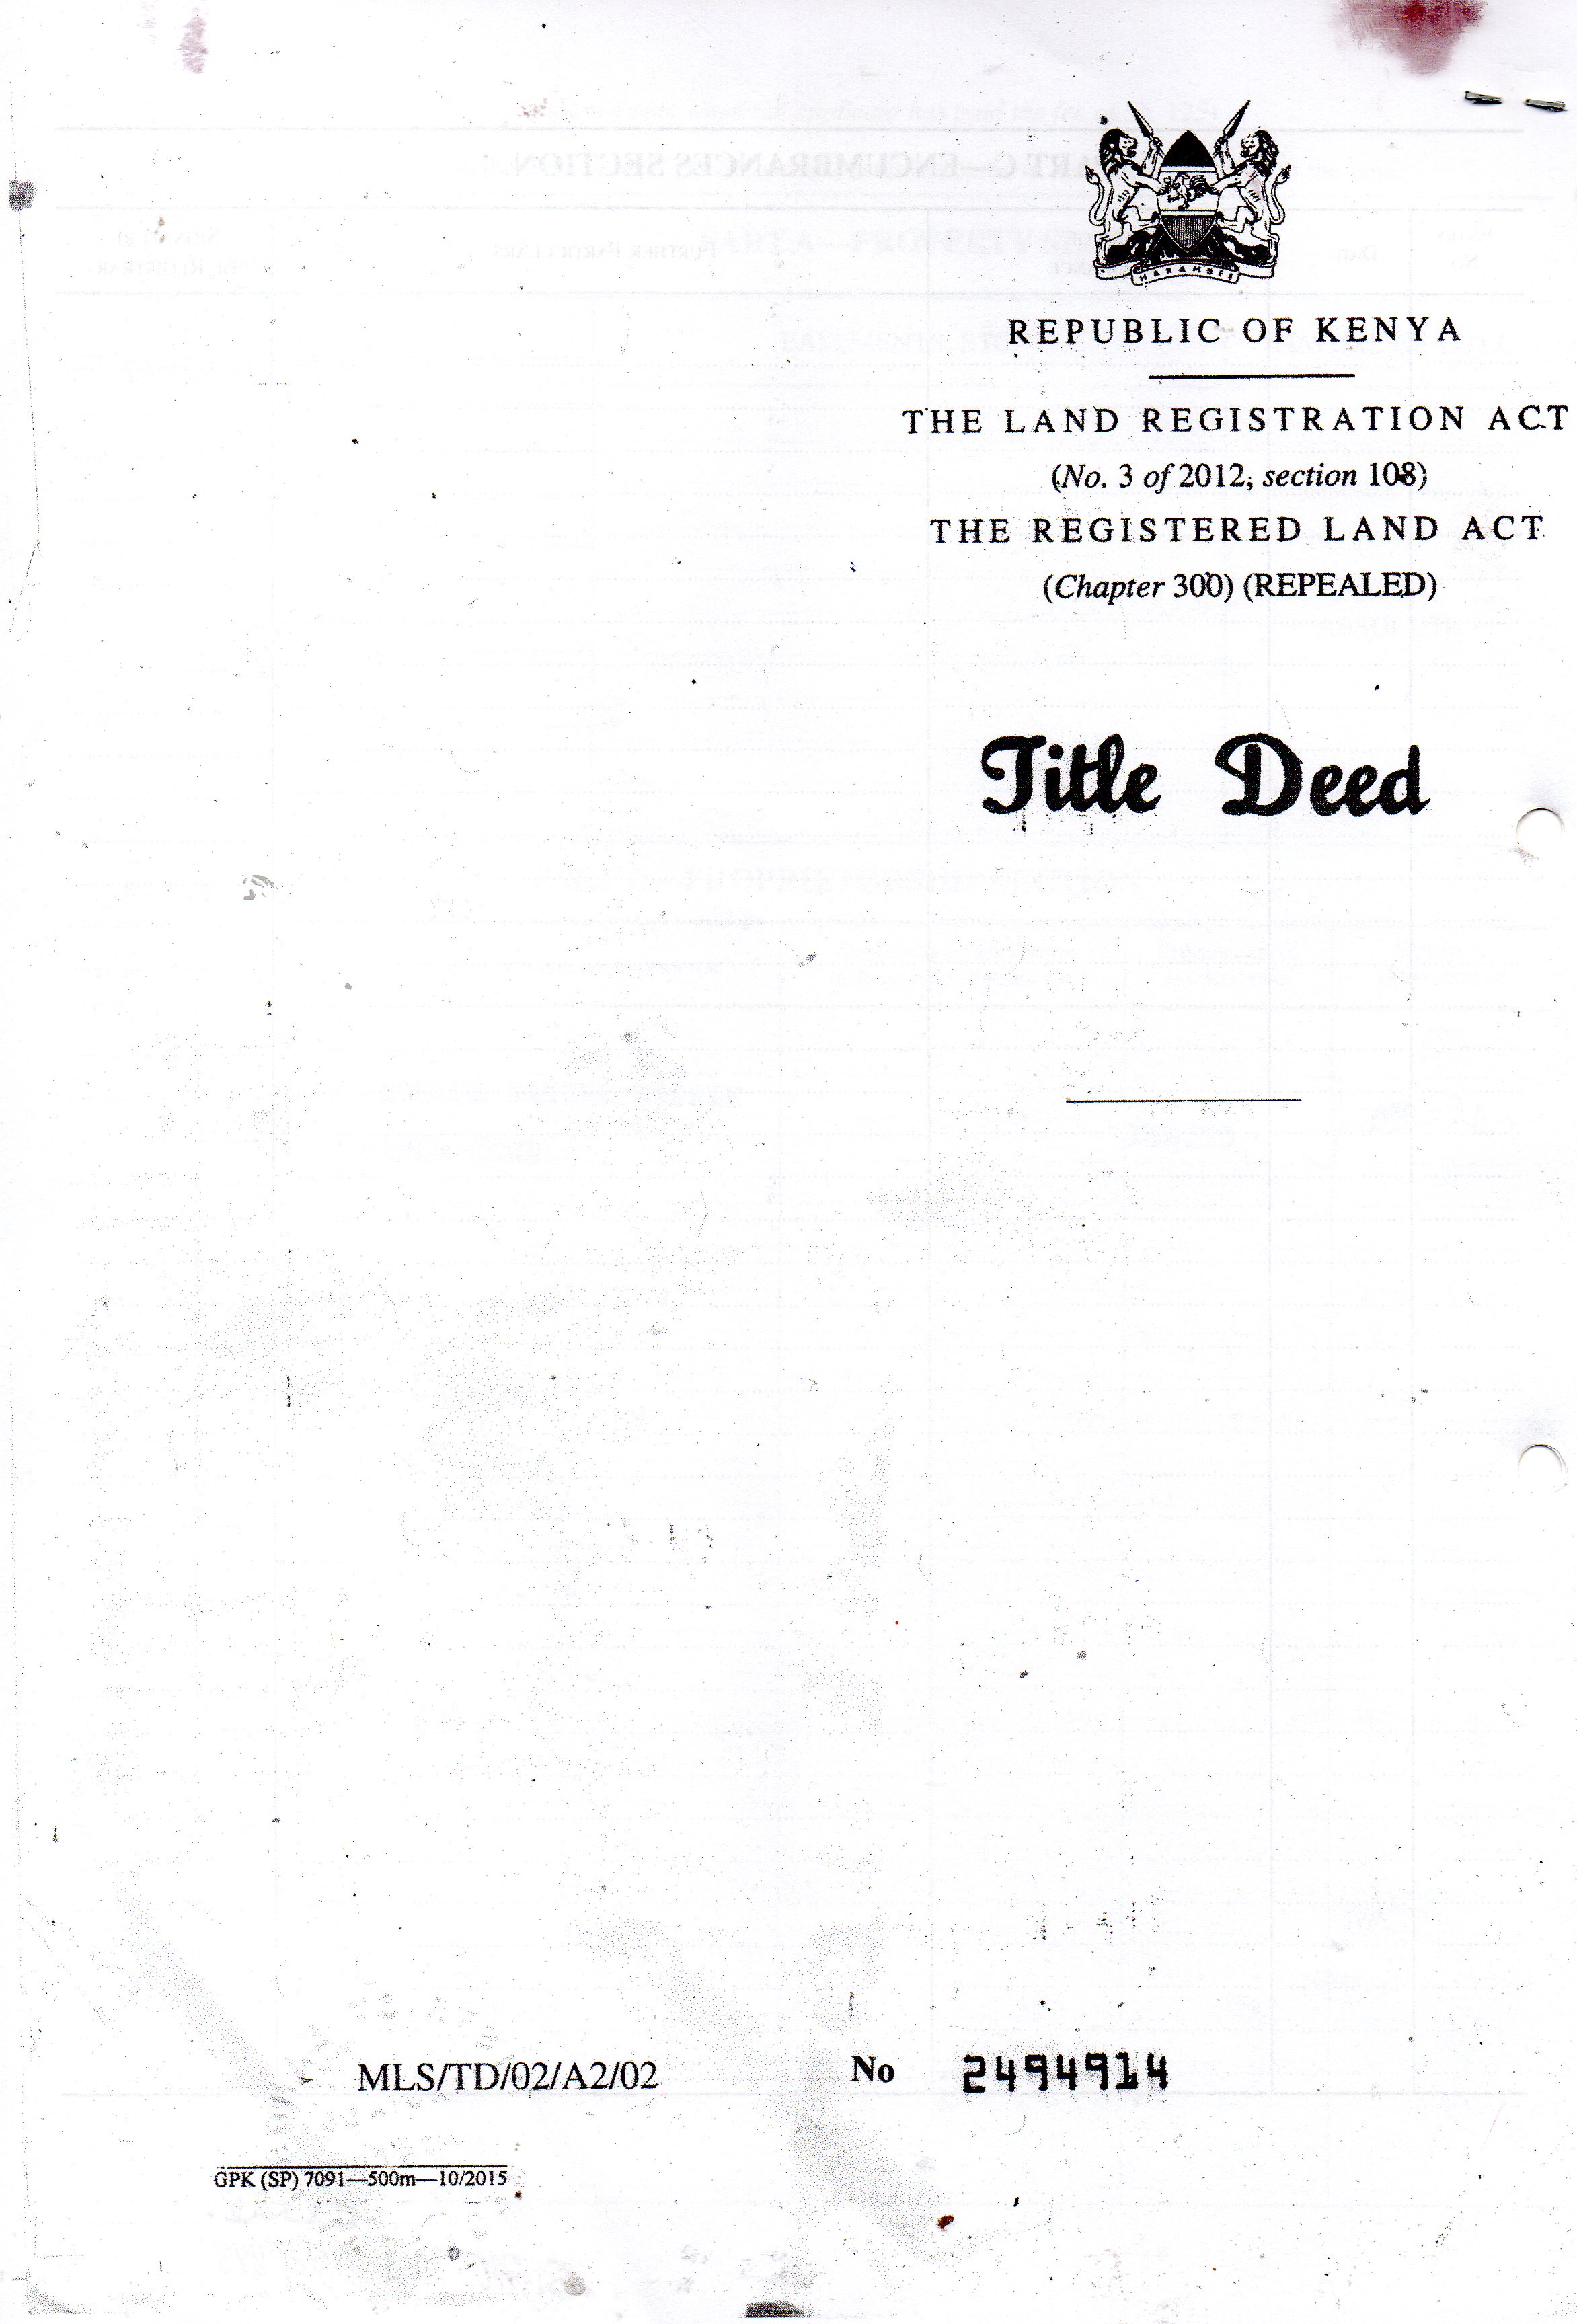 HARAMBEE
REPUBLIC OF KENYA
THE LAND REGISTRATION ACT
(No. 3 of 2012, section 108)
THE REGISTERED LAND ACT
(Chapter 300) (REPEALED)
Title Deed
MLS/TD/02/A2/02 No 2494914
GPK (SP) 7091—500m—10/2015